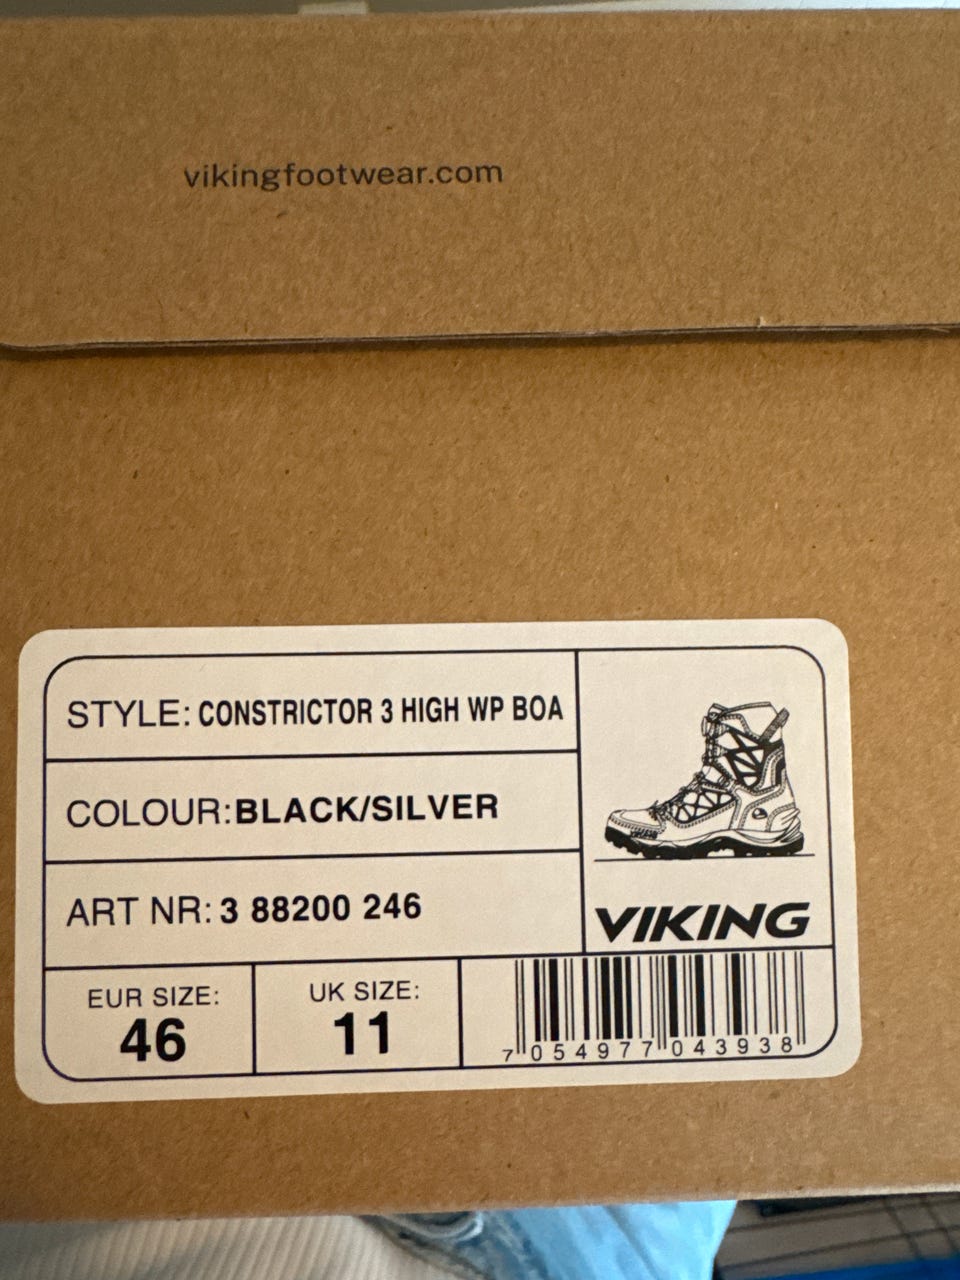 vikingfootwear.com
STYLE: CONSTRICTOR 3 HIGH WP BOA
COLOUR:BLACK/SILVER
ART NR: 3 88200 246
VIKING
EUR SIZE:
46
UK SIZE:
11
7 054977 043938